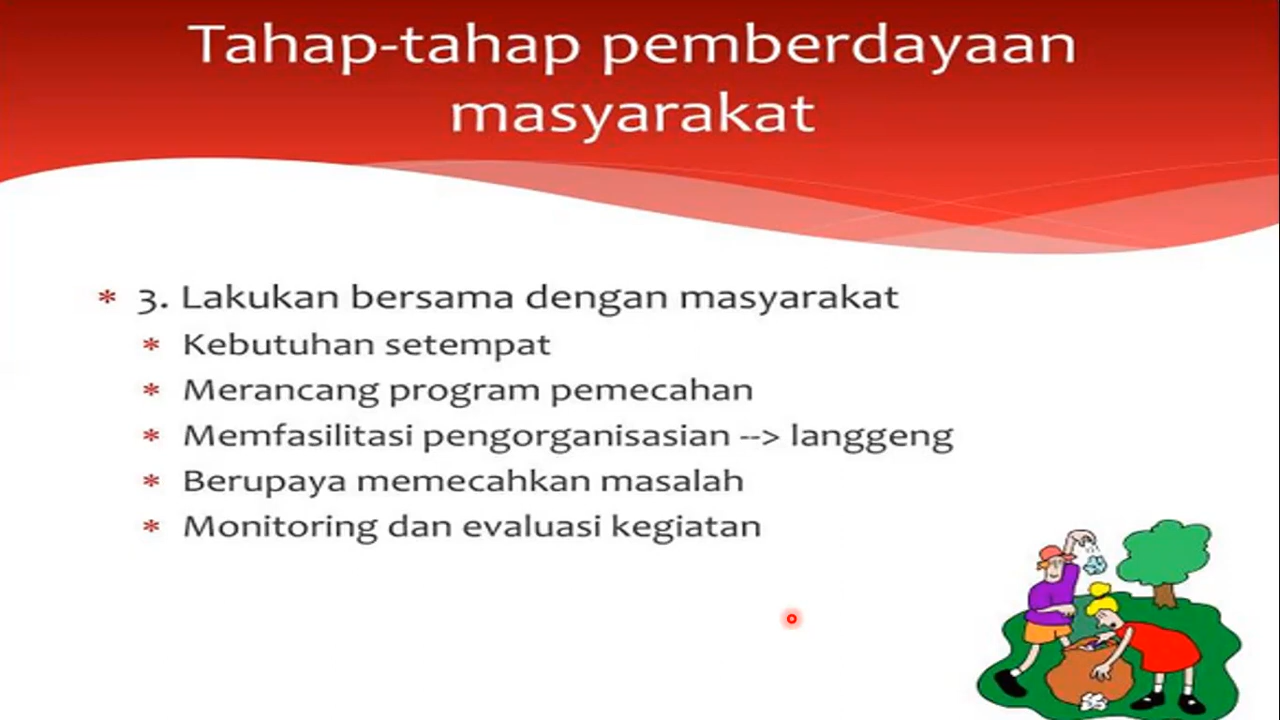 Tahap-tahap pemberdayaan
masyarakat
* 3. Lakukan bersama dengan masyarakat
* Kebutuhan setempat
* Merancang program pemecahan
* Memfasilitasi pengorganisasian --> langgeng
* Berupaya memecahkan masalah
* Monitoring dan evaluasi kegiatan